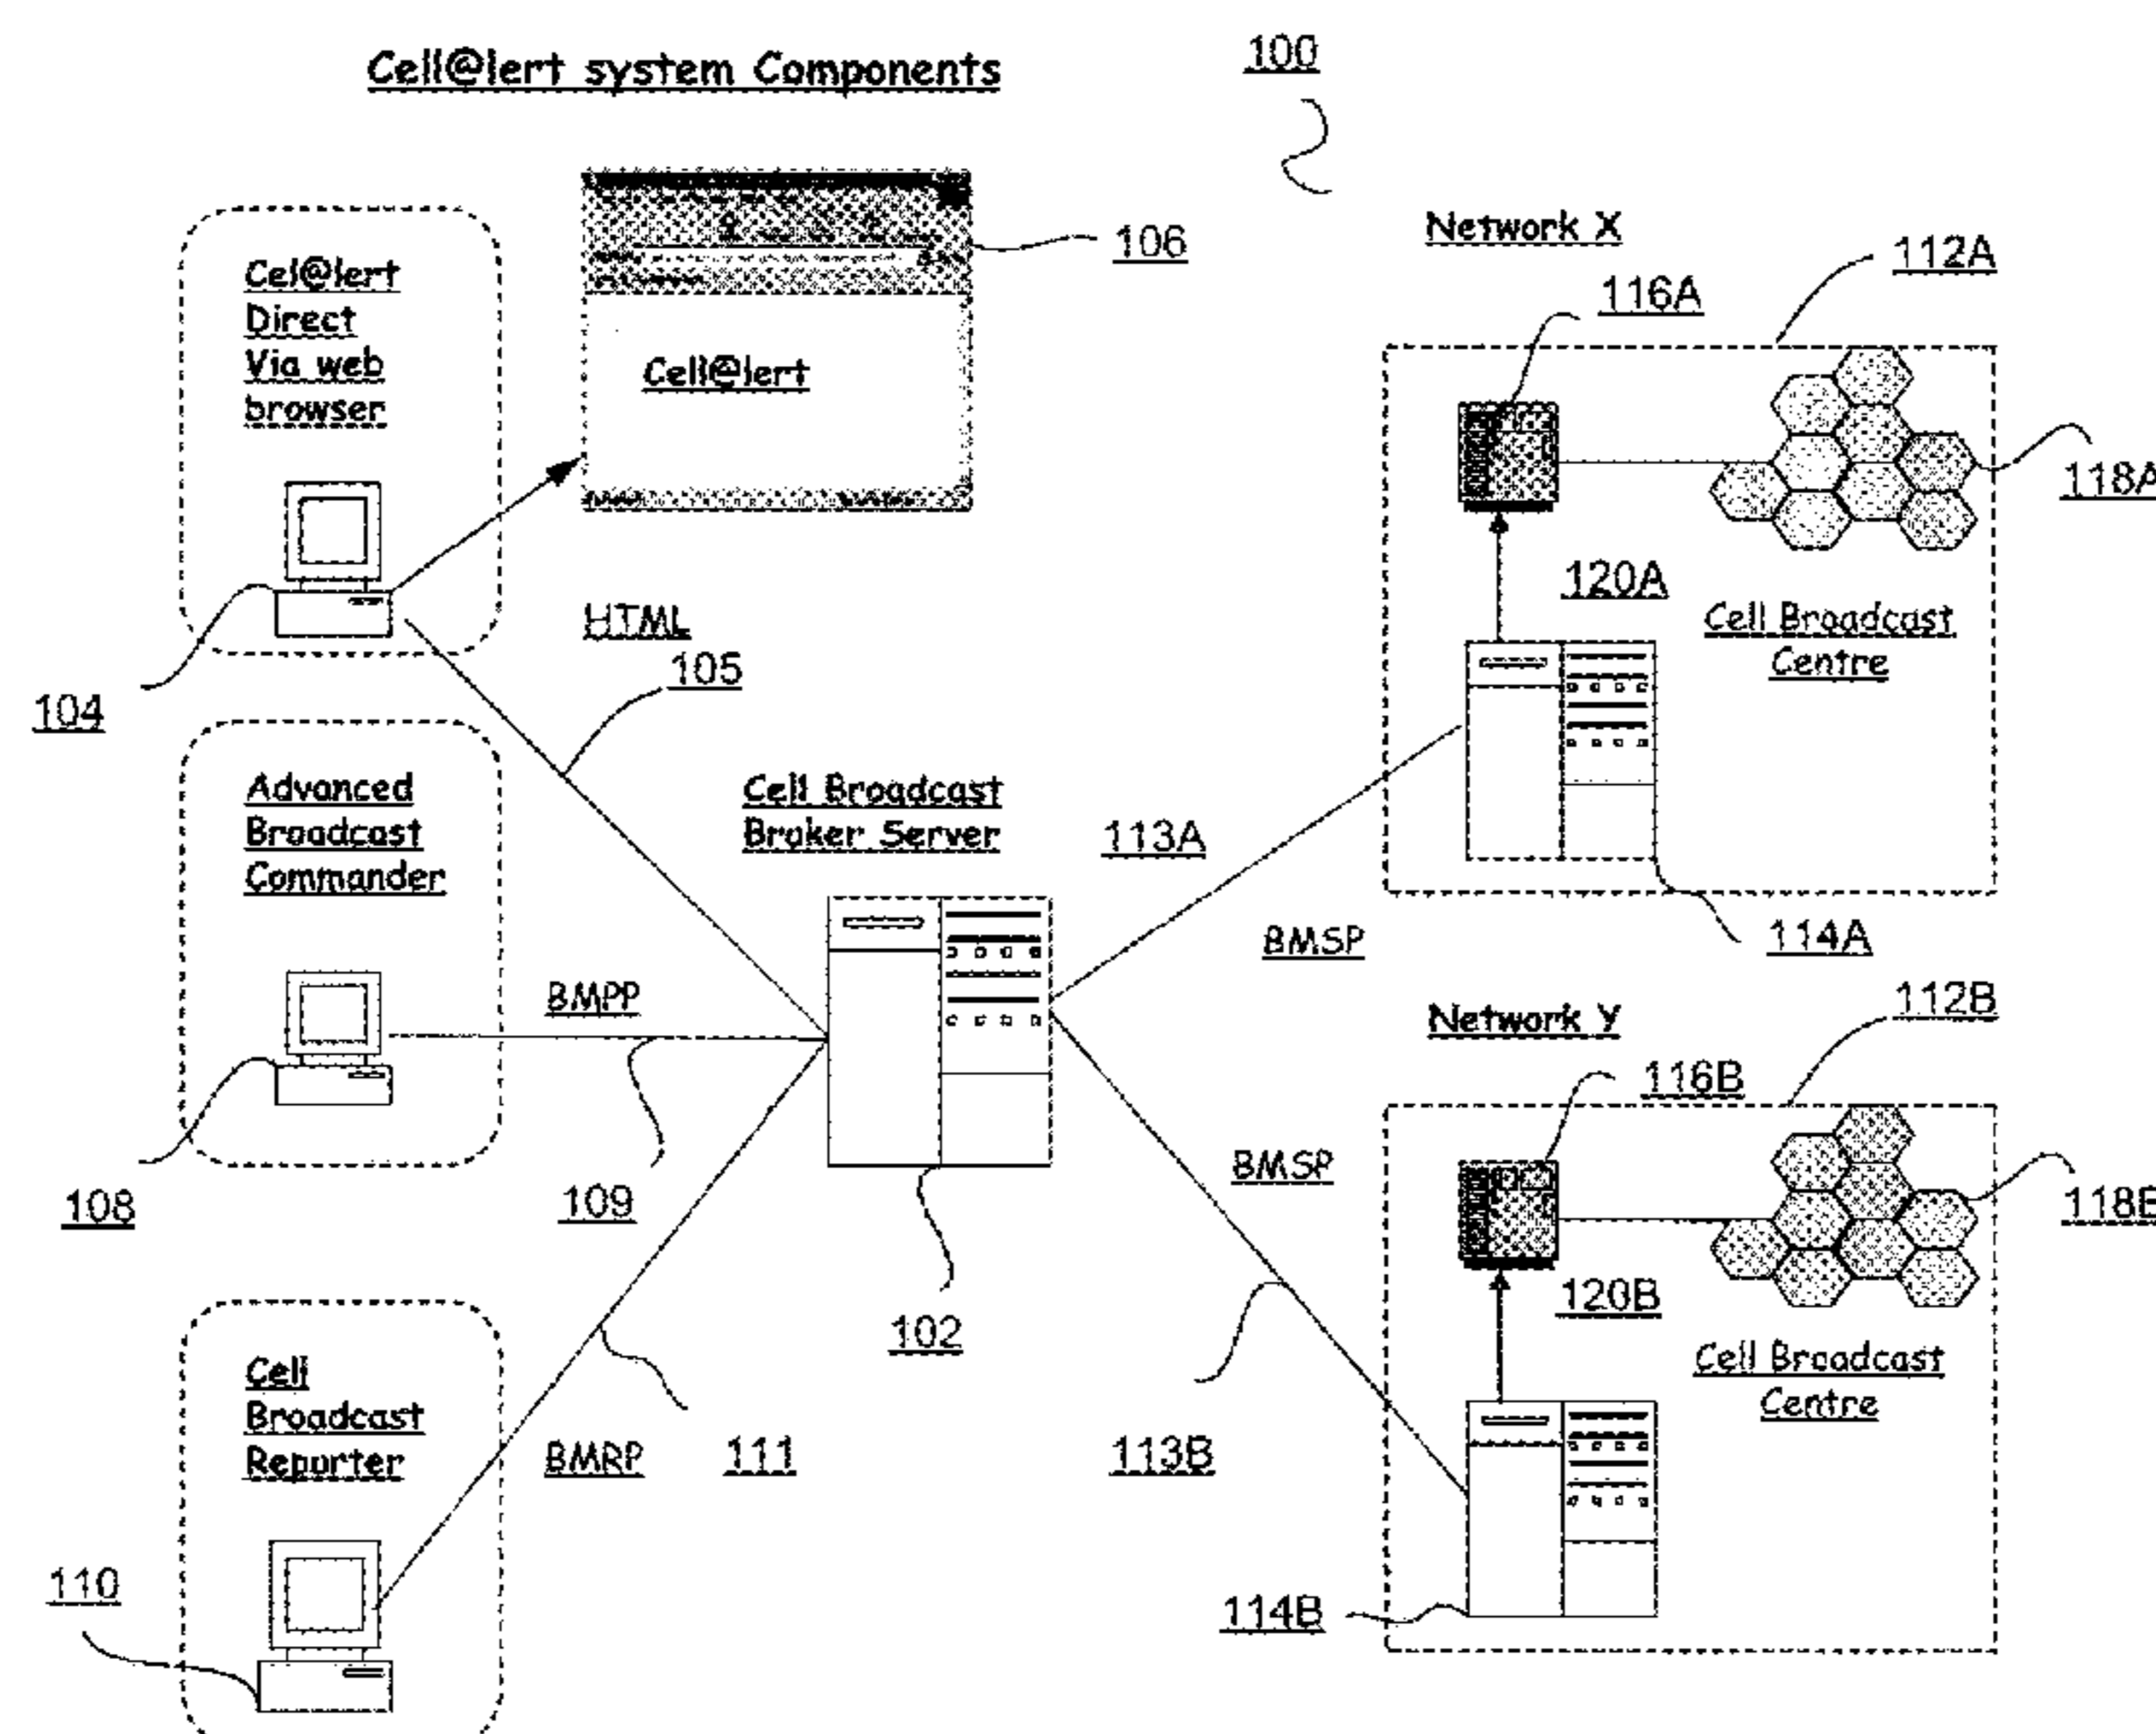 Cell@lert system Components
100
Cel@lert
Direct
Via web
browser
106
Cell@lert
Network X
112A
116A
118A
120A
Cell Broadcast
Centre
HTML
105
104
Advanced
Broadcast
Commander
Cell Broadcast
Broker Server
113A
BMSP
114A
BMPP
108
109
102
Network Y
112B
116B
118B
BMSP
120B
Cell Broadcast
Centre
Cell
Broadcast
Reporter
BMRP
111
113B
110
114B